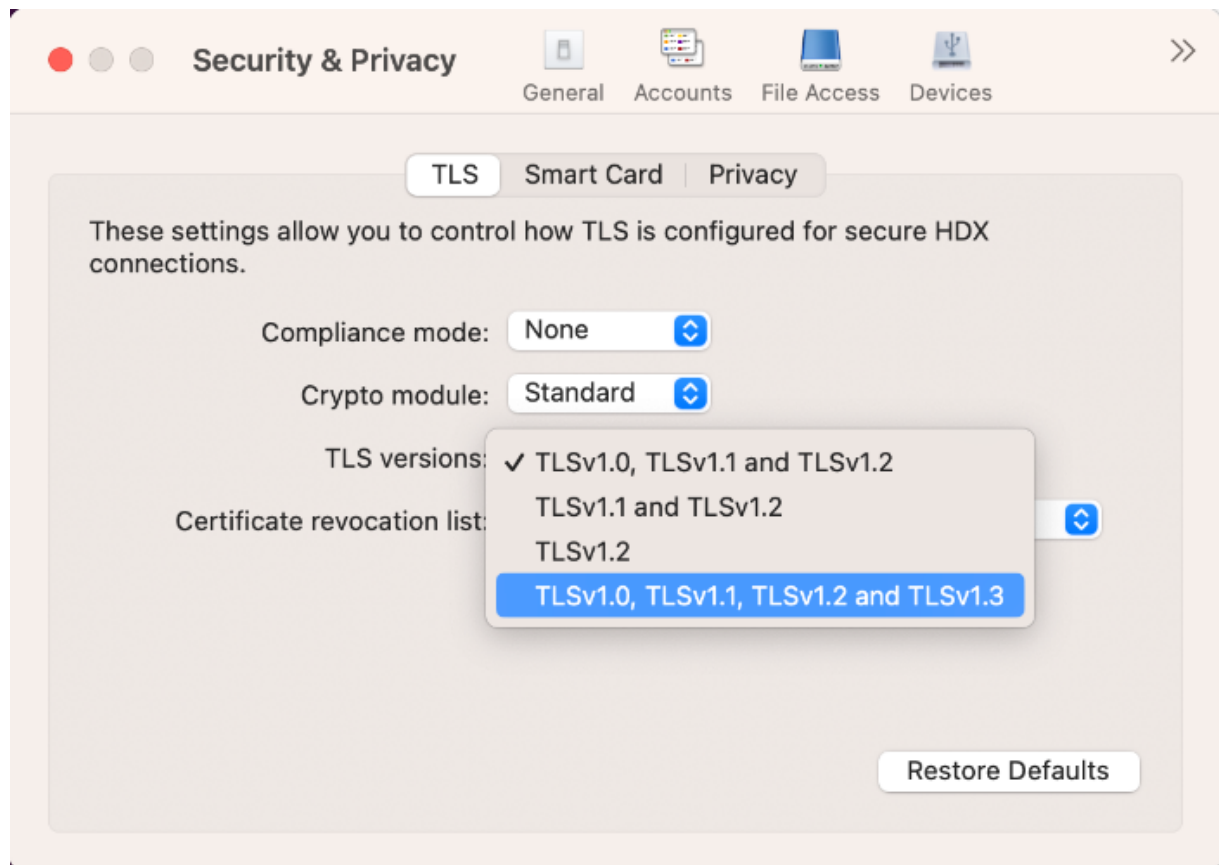 Security & Privacy
General Accounts File Access Devices
TLS Smart Card Privacy
These settings allow you to control how TLS is configured for secure HDX
connections.
Compliance mode: None
Crypto module: Standard
TLS versions:
✓ TLSv1.0, TLSv1.1 and TLSv1.2
TLSv1.1 and TLSv1.2
Certificate revocation list:
TLSv1.2
TLSv1.0, TLSv1.1, TLSv1.2 and TLSv1.3
Restore Defaults